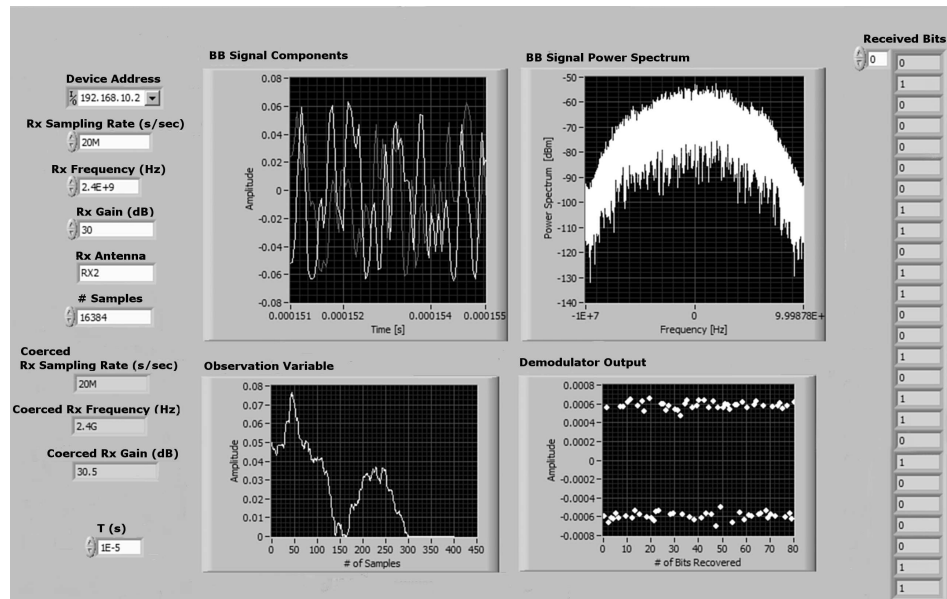 Device Address
192.168.10.2
Rx Sampling Rate (s/sec)
20M
Rx Frequency (Hz)
2.4E+9
Rx Gain (dB)
30
Rx Antenna
RX2
# Samples
16384
Coerced
Rx Sampling Rate (s/sec)
20M
Coerced Rx Frequency (Hz)
2.4G
Coerced Rx Gain (dB)
30.5
T (s)
1E-5
BB Signal Components
Amplitude
0.08
0.06
0.04
0.02
0
-0.02
-0.04
-0.06
-0.08
0.000151
0.000152
0.000154
0.000155
Time [s]
BB Signal Power Spectrum
Power Spectrum [dBm]
-50
-60
-70
-80
-90
-100
-110
-120
-130
-140
-1E+7
0
9.99878E+
Frequency [Hz]
Observation Variable
Amplitude
0.08
0.07
0.06
0.05
0.04
0.03
0.02
0.01
0
0 50 100 150 200 250 300 350 400 450
# of Samples
Demodulator Output
Amplitude
0.0008
0.0006
0.0004
0.0002
0
-0.0002
-0.0004
-0.0006
-0.0008
0 10 20 30 40 50 60 70 80
# of Bits Recovered
Received Bits
0
0
1
0
0
0
0
1
1
0
1
1
0
0
1
0
1
1
0
1
0
0
0
0
1
1